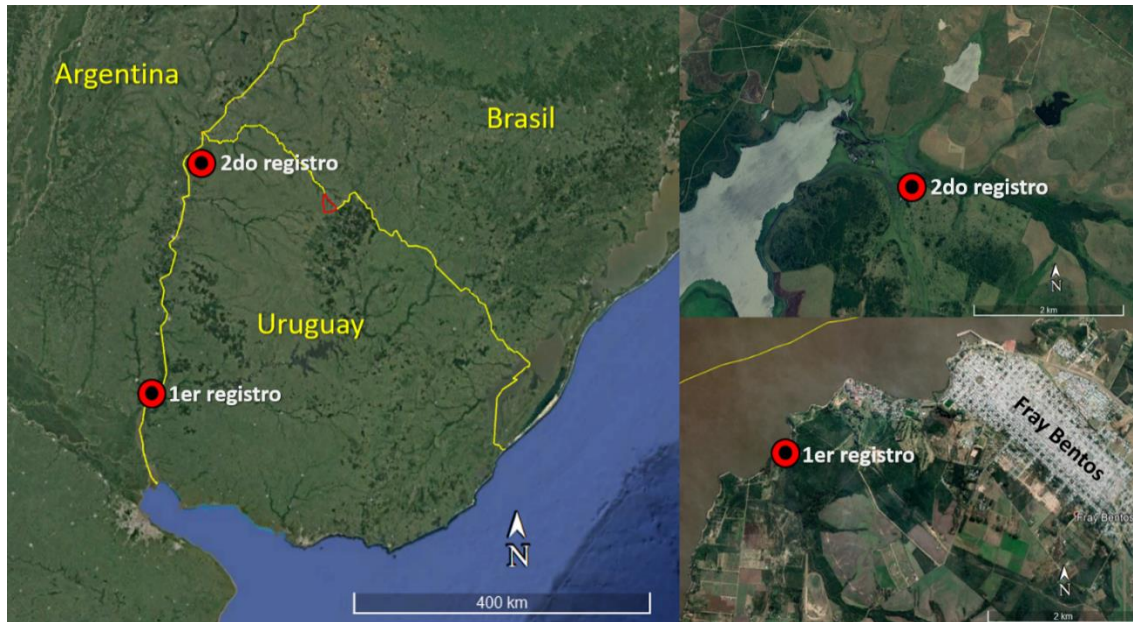 Argentina
Brasil
2do registro
Uruguay
1er registro
N
400 km
2do registro
N
2 km
Fray Bentos
1er registro
Fray Bentos
N
2 km